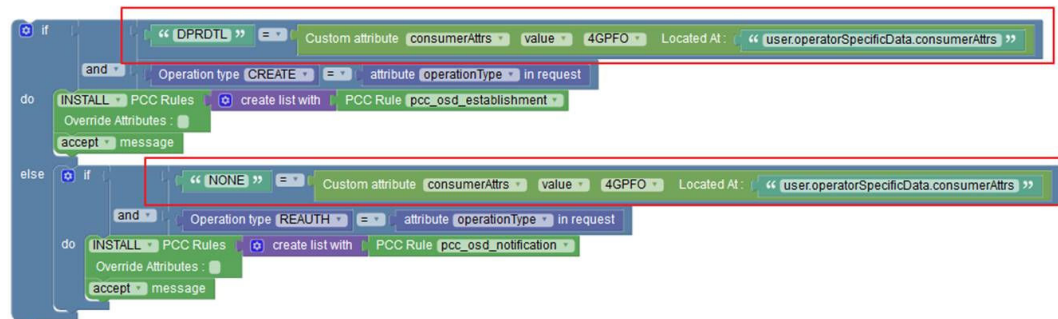 if “ DPRDTL ” = Custom attribute consumerAttrs value 4GPFO Located At : “ user.operatorSpecificData.consumerAttrs ”
and Operation type CREATE = attribute operationType in request
do INSTALL PCC Rules create list with PCC Rule pcc_osd_establishment
Override Attributes :
accept message
else if “ NONE ” = Custom attribute consumerAttrs value 4GPFO Located At : “ user.operatorSpecificData.consumerAttrs ”
and Operation type REAUTH = attribute operationType in request
do INSTALL PCC Rules create list with PCC Rule pcc_osd_notification
Override Attributes :
accept message